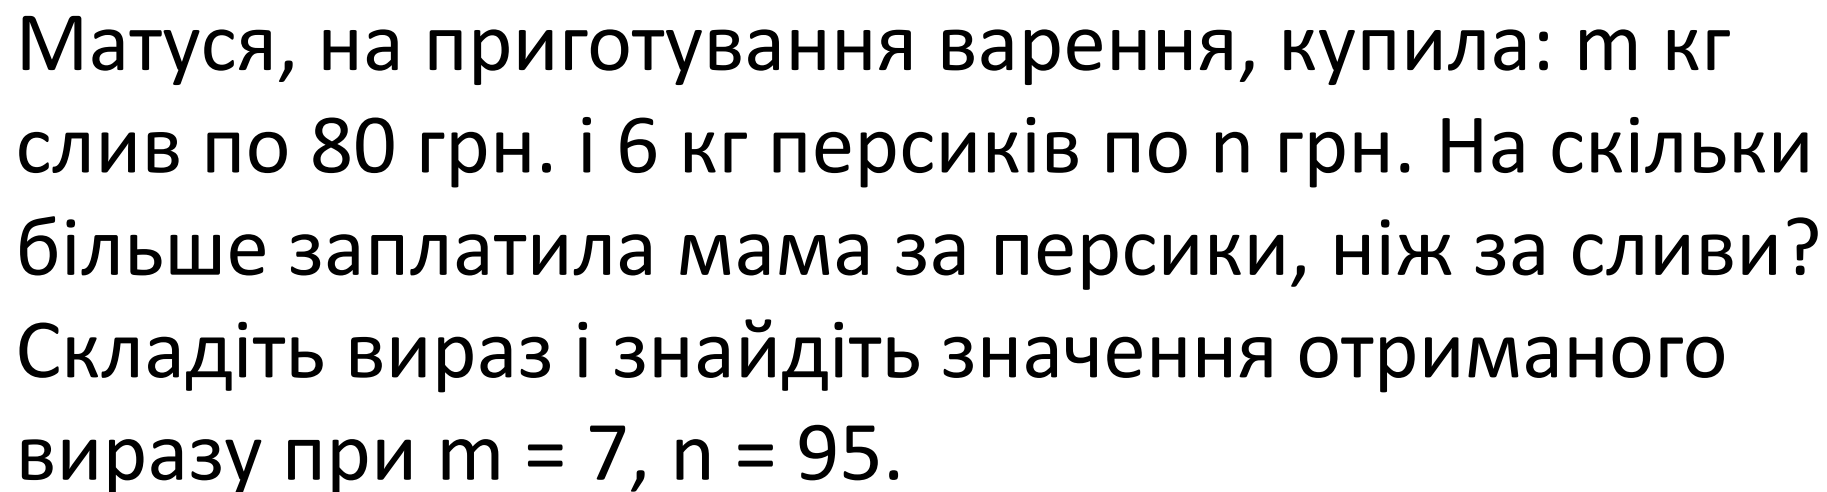 Матуся, на приготування варення, купила: m кг
слив по 80 грн. і 6 кг персиків по n грн. На скільки
більше заплатила мама за персики, ніж за сливи?
Складіть вираз і знайдіть значення отриманого
виразу при m = 7, n = 95.